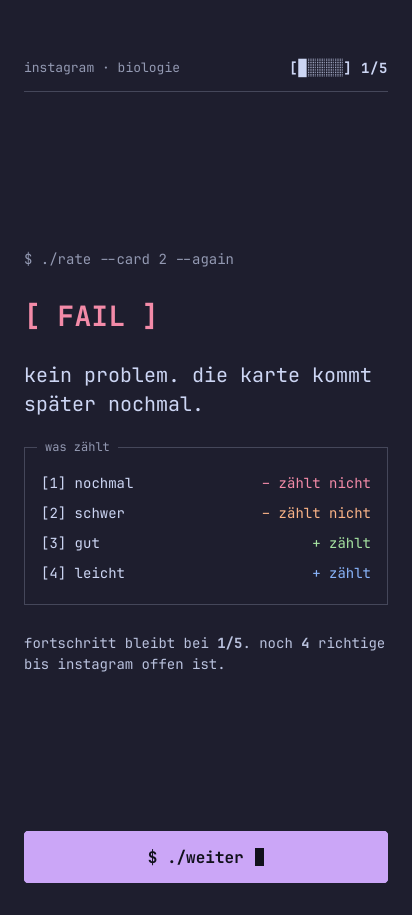 instagram · biologie
[█░░░░] 1/5
$ ./rate --card 2 --again
[ FAIL ]
kein problem. die karte kommt
später nochmal.
was zählt
[1] nochmal − zählt nicht
[2] schwer − zählt nicht
[3] gut + zählt
[4] leicht + zählt
fortschritt bleibt bei 1/5. noch 4 richtige
bis instagram offen ist.
$ ./weiter █